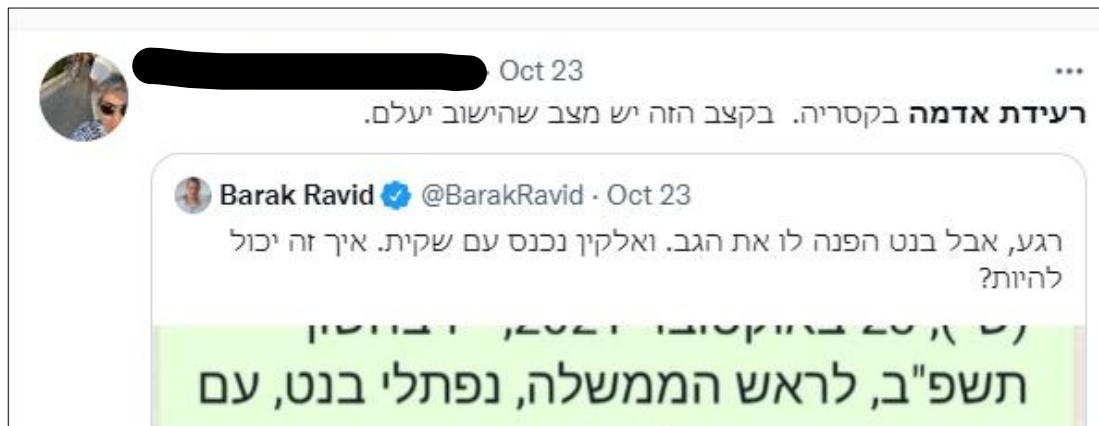 Oct 23
רעידת אדמה בקסריה. בקצב הזה יש מצב שהישוב יעלם.
Barak Ravid @BarakRavid · Oct 23
רגע, אבל בנט הפנה לו את הגב. ואלקין נכנס עם שקית. איך זה יכול
להיות?
תשפ"ב, לראש הממשלה, נפתלי בנט, עם